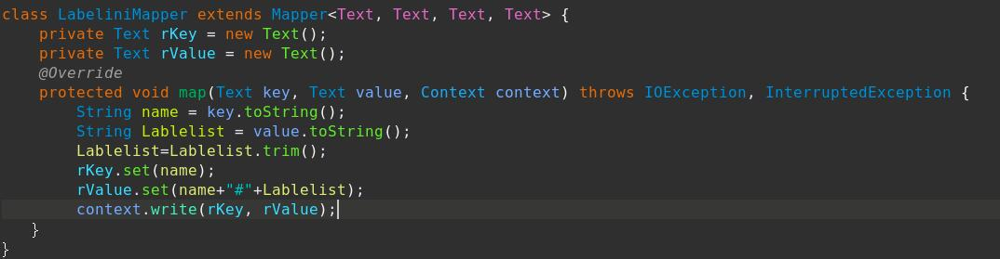 class LabeliniMapper extends Mapper<Text, Text, Text, Text> {
    private Text rKey = new Text();
    private Text rValue = new Text();
    @Override
    protected void map(Text key, Text value, Context context) throws IOException, InterruptedException {
        String name = key.toString();
        String Lablelist = value.toString();
        Lablelist=Lablelist.trim();
        rKey.set(name);
        rValue.set(name+"#"+Lablelist);
        context.write(rKey, rValue);
    }
}